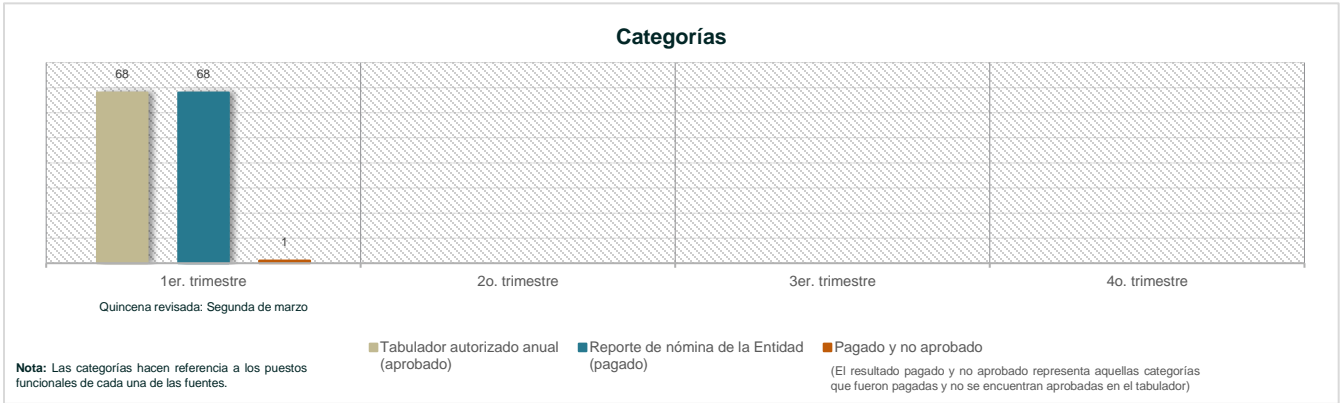 Categorías
68
68
1
1er. trimestre
2o. trimestre
3er. trimestre
4o. trimestre
Quincena revisada: Segunda de marzo
Tabulador autorizado anual
(aprobado)
Reporte de nómina de la Entidad
(pagado)
Pagado y no aprobado
(El resultado pagado y no aprobado representa aquellas categorías
que fueron pagadas y no se encuentran aprobadas en el tabulador)
Nota: Las categorías hacen referencia a los puestos
funcionales de cada una de las fuentes.